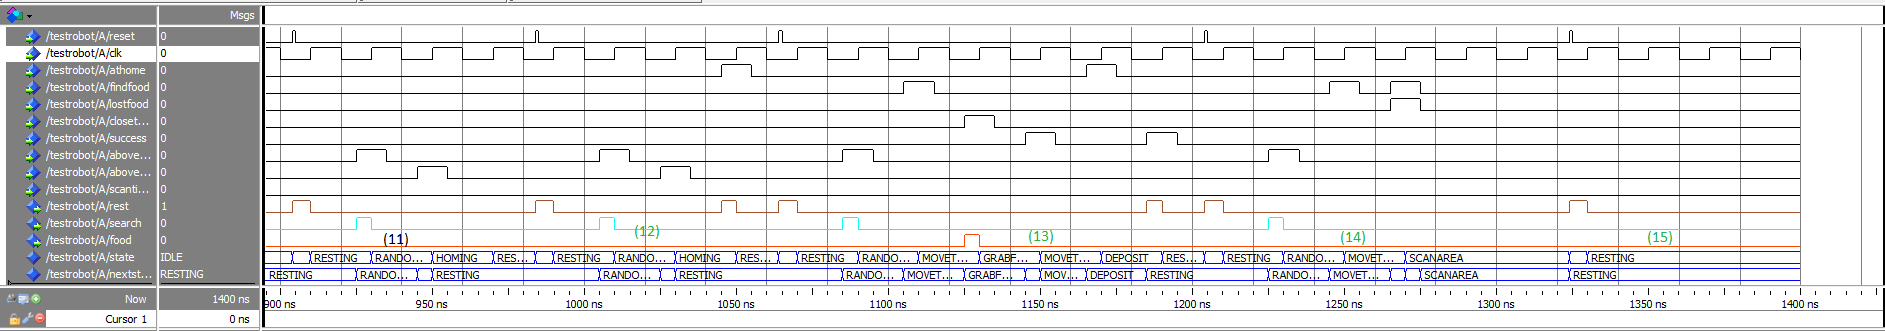 Msgs
/testrobot/A/reset 0
/testrobot/A/clk 0
/testrobot/A/athome 0
/testrobot/A/findfood 0
/testrobot/A/lostfood 0
/testrobot/A/closet... 0
/testrobot/A/success 0
/testrobot/A/above... 0
/testrobot/A/above... 0
/testrobot/A/scanti... 0
/testrobot/A/rest 1
/testrobot/A/search 0
/testrobot/A/food 0
(11) (12) (13) (14) (15)
/testrobot/A/state IDLE RESTING RANDO... HOMING RES... RESTING RANDO... HOMING RES... RESTING RANDO... MOVET... GRABF... MOVET... DEPOSIT RES... RESTING RANDO... MOVET... SCANAREA RESTING
/testrobot/A/nextst... RESTING RESTING RANDO... RESTING RANDO... RESTING RANDO... MOVET... GRABF... MOV... DEPOSIT RESTING RANDO... MOVET... SCANAREA RESTING
Now 1400 ns 900 ns 950 ns 1000 ns 1050 ns 1100 ns 1150 ns 1200 ns 1250 ns 1300 ns 1350 ns 1400 ns
Cursor 1 0 ns